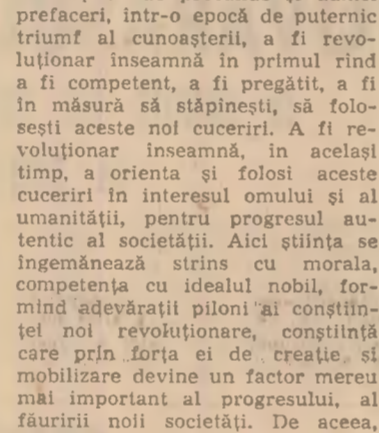 prefaceri, într-o epocă de puternic
triumf al cunoașterii, a fi revo-
luționar înseamnă în primul rînd
a fi competent, a fi pregătit, a fi
în măsură să stăpînești, să folo-
sești aceste noi cuceriri. A fi re-
voluționar înseamnă, în același
timp, a orienta și folosi aceste
cuceriri în interesul omului și al
umanității, pentru progresul au-
tentic al societății. Aici știința se
îngemănează strins cu morala,
competența cu idealul nobil, for-
mind adevărații piloni ai conștiin-
ței noi revoluționare, conștiință
care prin forța ei de creație și
mobilizare devine un factor mereu
mai important al progresului, al
făuririi noii societăți. De aceea,